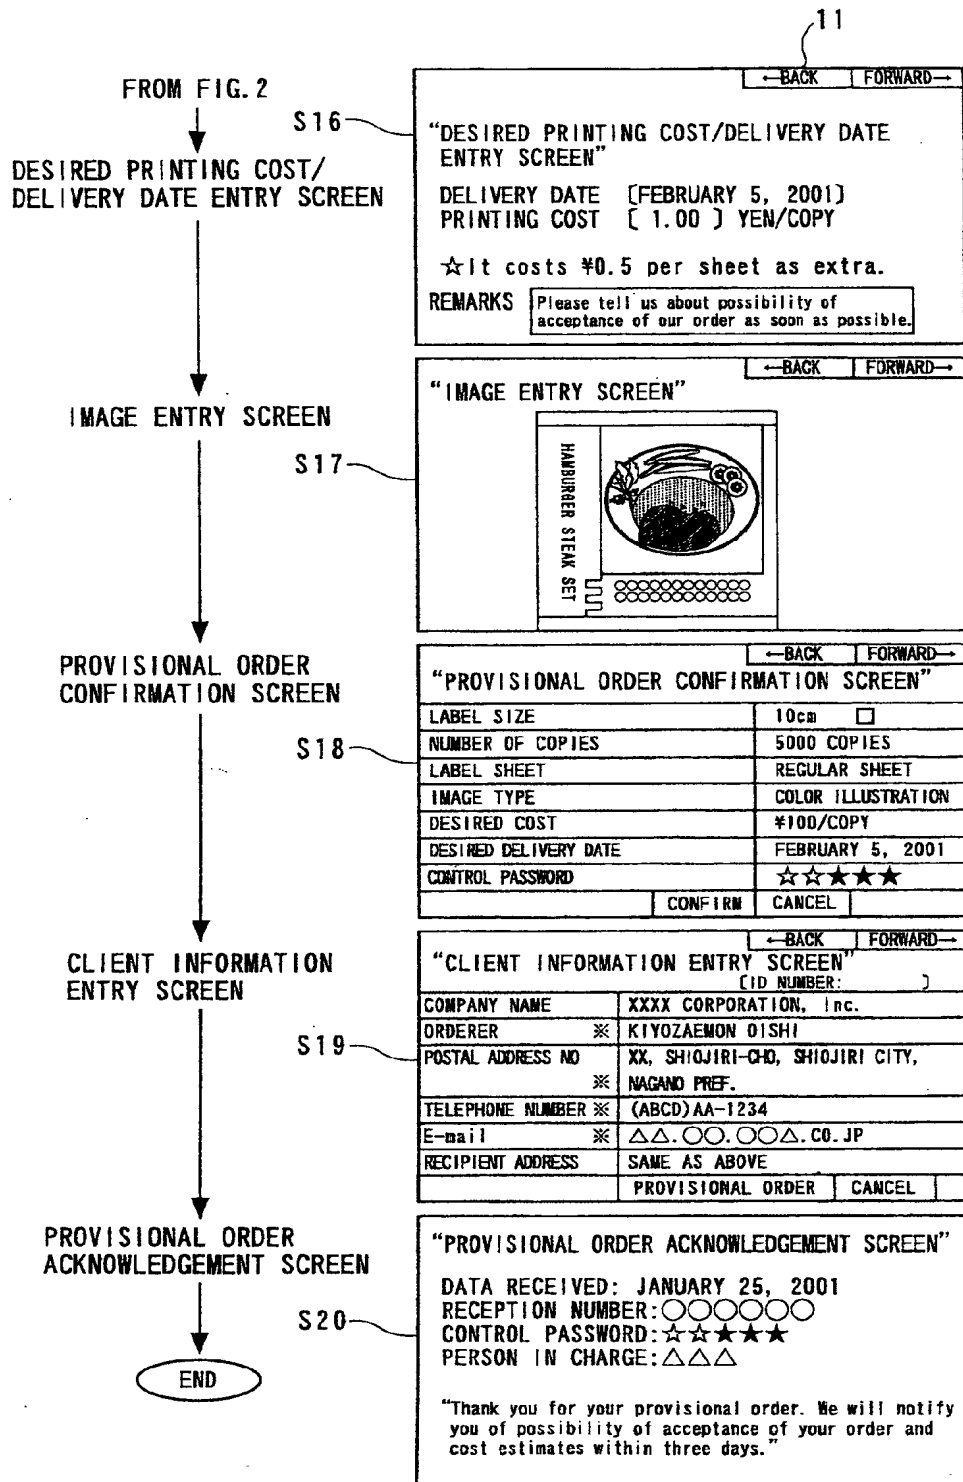 11
FROM FIG.2
DESIRED PRINTING COST/
DELIVERY DATE ENTRY SCREEN
IMAGE ENTRY SCREEN
PROVISIONAL ORDER
CONFIRMATION SCREEN
CLIENT INFORMATION
ENTRY SCREEN
PROVISIONAL ORDER
ACKNOWLEDGEMENT SCREEN
END
S16
←BACK FORWARD→
“DESIRED PRINTING COST/DELIVERY DATE
ENTRY SCREEN”
DELIVERY DATE [FEBRUARY 5, 2001]
PRINTING COST [ 1.00 ] YEN/COPY
☆It costs ¥0.5 per sheet as extra.
REMARKS Please tell us about possibility of
acceptance of our order as soon as possible.
S17
←BACK FORWARD→
“IMAGE ENTRY SCREEN”
HAMBURGER STEAK SET
S18
←BACK FORWARD→
“PROVISIONAL ORDER CONFIRMATION SCREEN”
LABEL SIZE 10cm □
NUMBER OF COPIES 5000 COPIES
LABEL SHEET REGULAR SHEET
IMAGE TYPE COLOR ILLUSTRATION
DESIRED COST ¥100/COPY
DESIRED DELIVERY DATE FEBRUARY 5, 2001
CONTROL PASSWORD ☆☆★★★
CONFIRM CANCEL
S19
←BACK FORWARD→
“CLIENT INFORMATION ENTRY SCREEN”
[ID NUMBER: ]
COMPANY NAME XXXX CORPORATION, Inc.
ORDERER ※ KIYOZAEMON OISHI
POSTAL ADDRESS NO XX, SHIOJIRI-CHO, SHIOJIRI CITY,
※ NAGANO PREF.
TELEPHONE NUMBER ※ (ABCD)AA-1234
E-mail ※ △△.○○.○○△.CO.JP
RECIPIENT ADDRESS SAME AS ABOVE
PROVISIONAL ORDER CANCEL
S20
“PROVISIONAL ORDER ACKNOWLEDGEMENT SCREEN”
DATA RECEIVED: JANUARY 25, 2001
RECEPTION NUMBER:○○○○○○
CONTROL PASSWORD:☆☆★★★
PERSON IN CHARGE:△△△
“Thank you for your provisional order. We will notify
you of possibility of acceptance of your order and
cost estimates within three days.”